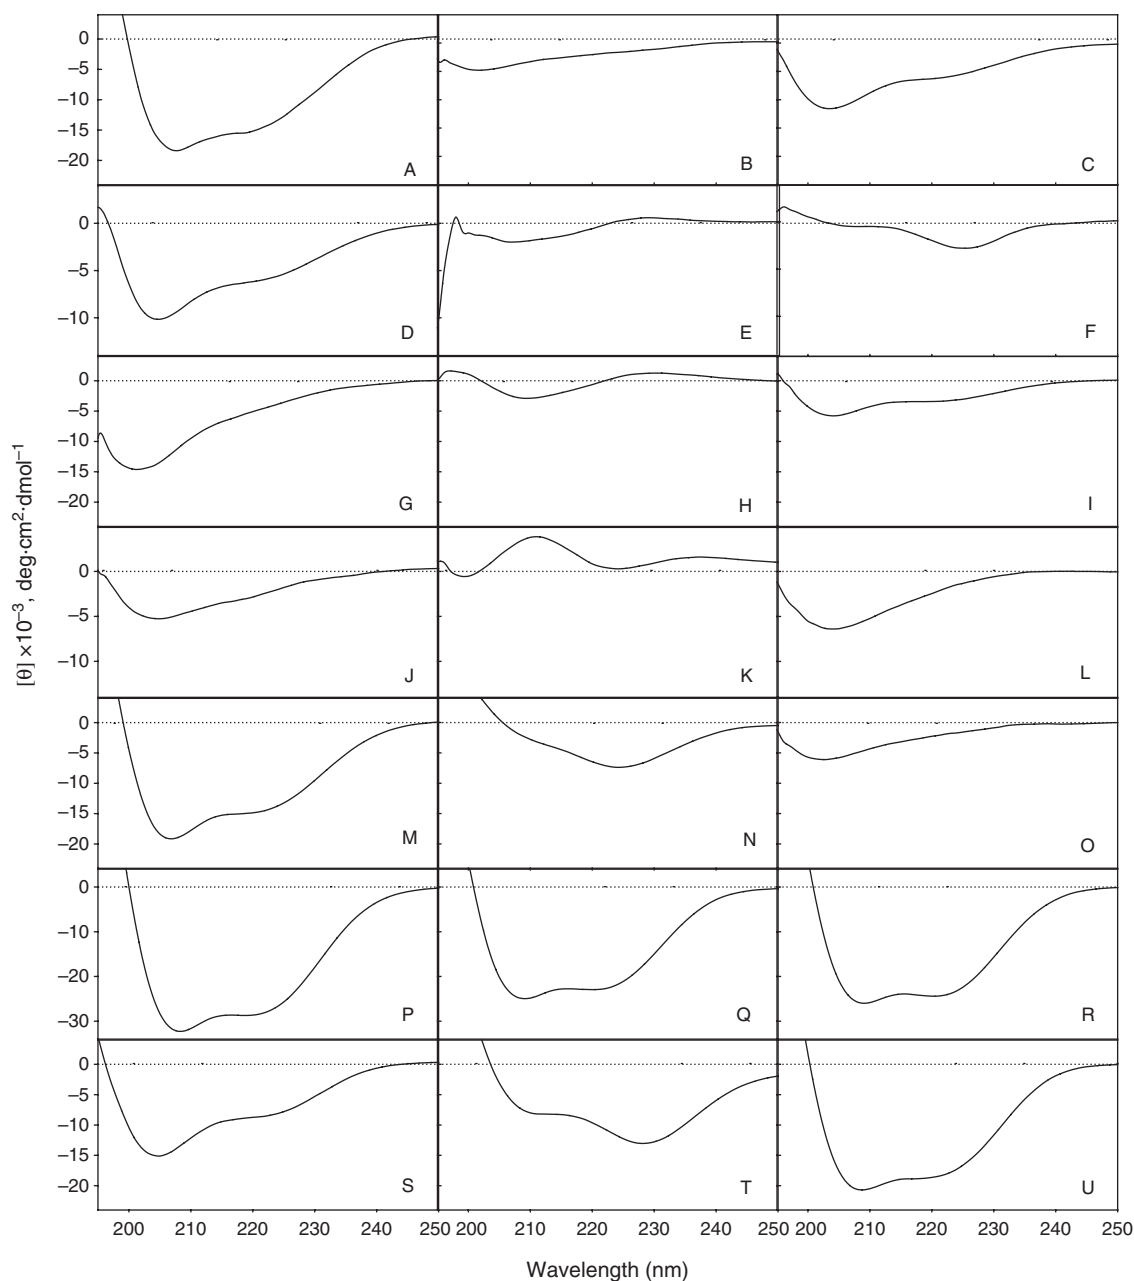 0
−5
−10
−15
−20
A
B
C
0
−5
−10
D
E
F
0
−5
−10
−15
−20
G
H
I
0
−5
−10
J
K
L
0
−5
−10
−15
−20
M
N
O
0
−10
−20
−30
P
Q
R
0
−5
−10
−15
−20
S
T
U
200 210 220 230 240 250 200 210 220 230 240 250 200 210 220 230 240 250
Wavelength (nm)
[θ] ×10⁻³, deg·cm²·dmol⁻¹